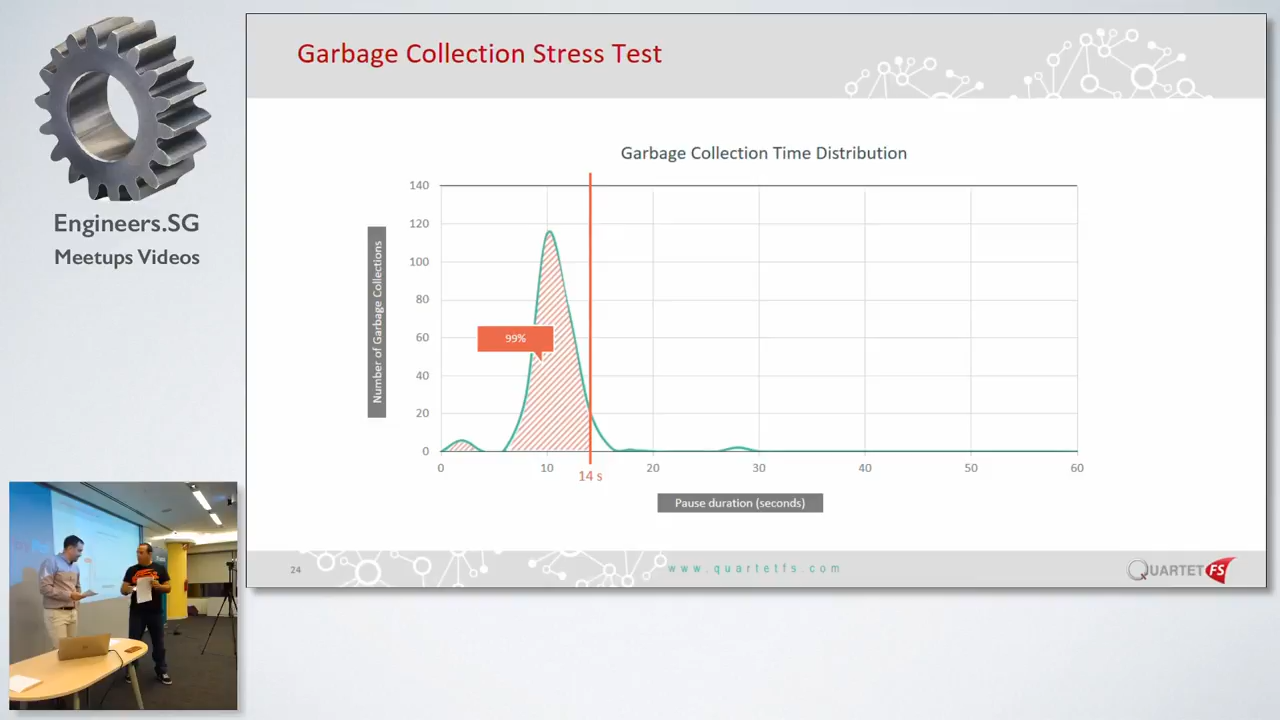 Garbage Collection Stress Test
Engineers.SG
Meetups Videos
Garbage Collection Time Distribution
Number of Garbage Collections
140
120
100
80
60
40
20
0
99%
0
10
20
30
40
50
60
14 s
Pause duration (seconds)
24
www.quartetfs.com
QUARTET FS